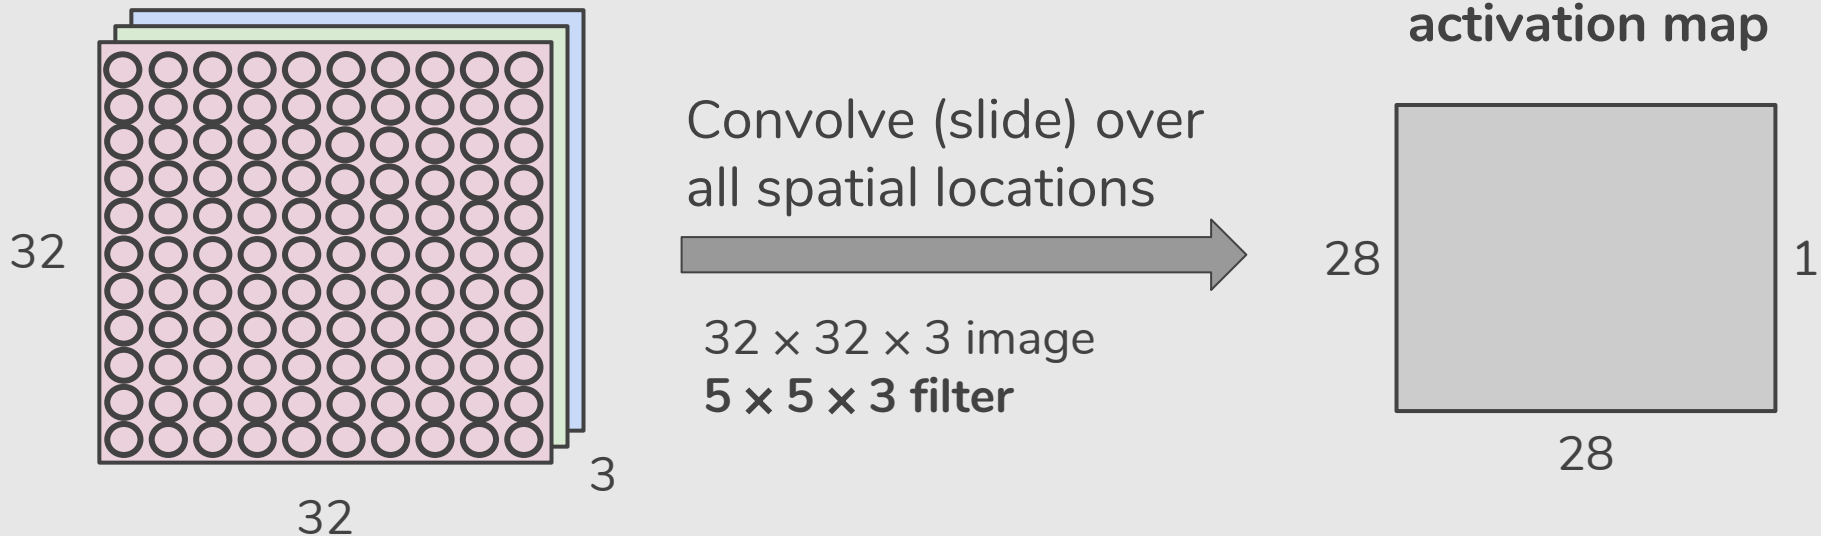 activation map
Convolve (slide) over
all spatial locations
32
28
1
32 × 32 × 3 image
5 × 5 × 3 filter
28
3
32